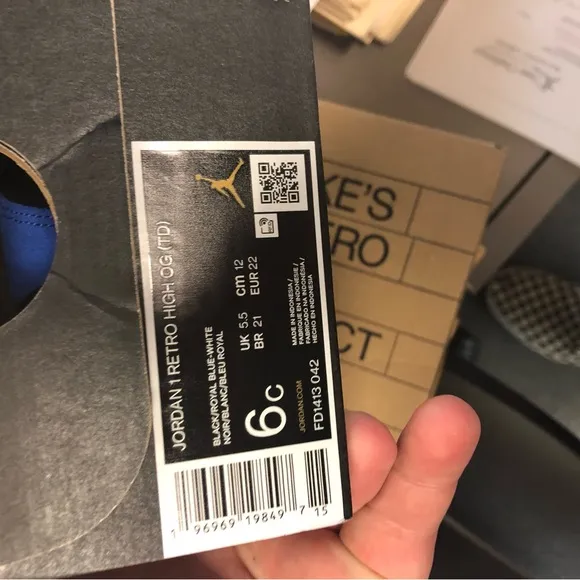 JORDAN 1 RETRO HIGH OG (TD)
BLACK/ROYAL BLUE-WHITE
NOIR/BLANC/BLEU ROYAL
UK 5.5
BR 21
cm 12
EUR 22
6C
MADE IN INDONESIA /
FABRIQUE EN INDONESIE /
FABRICADO NA INDONÉSIA /
HECHO EN INDONESIA
JORDAN.COM
FD1413 042
1 96969 19849 7 15
KE'S
RO
CT